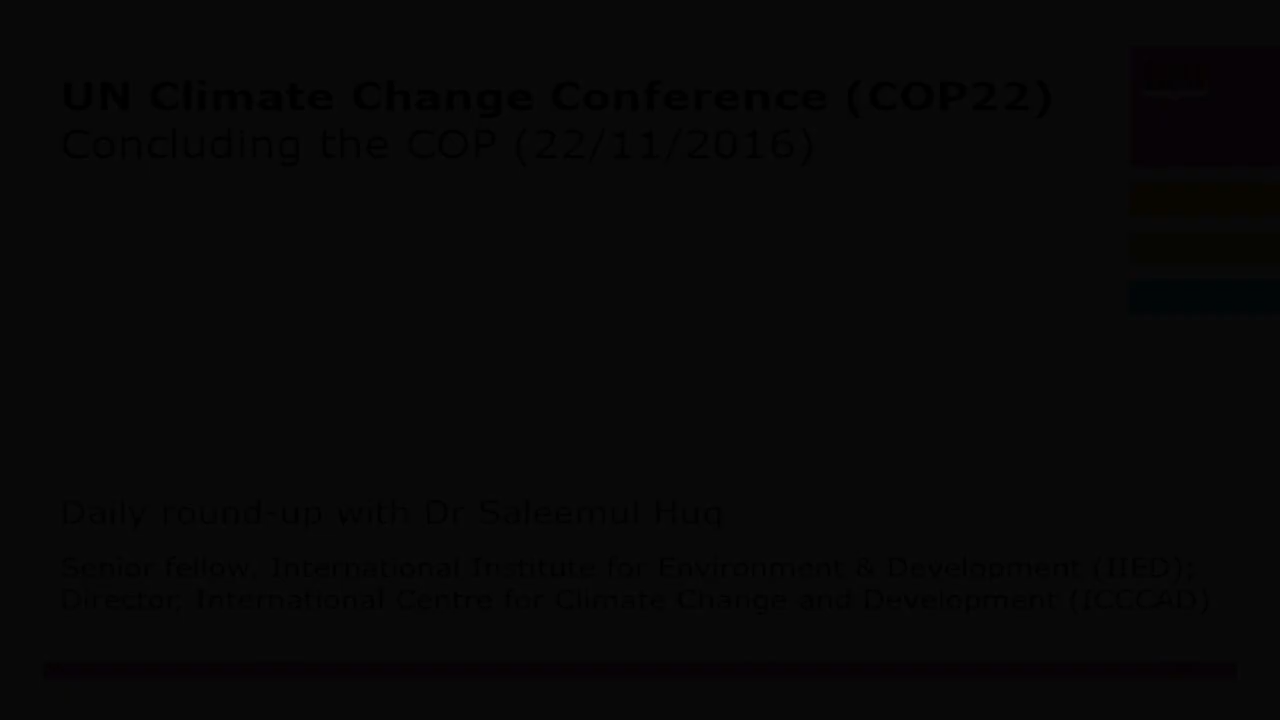 UN Climate Change Conference (COP22)
Concluding the COP (22/11/2016)
Daily round-up with Dr Saleemul Huq
Senior fellow, International Institute for Environment & Development (IIED);
Director, International Centre for Climate Change and Development (ICCCAD)